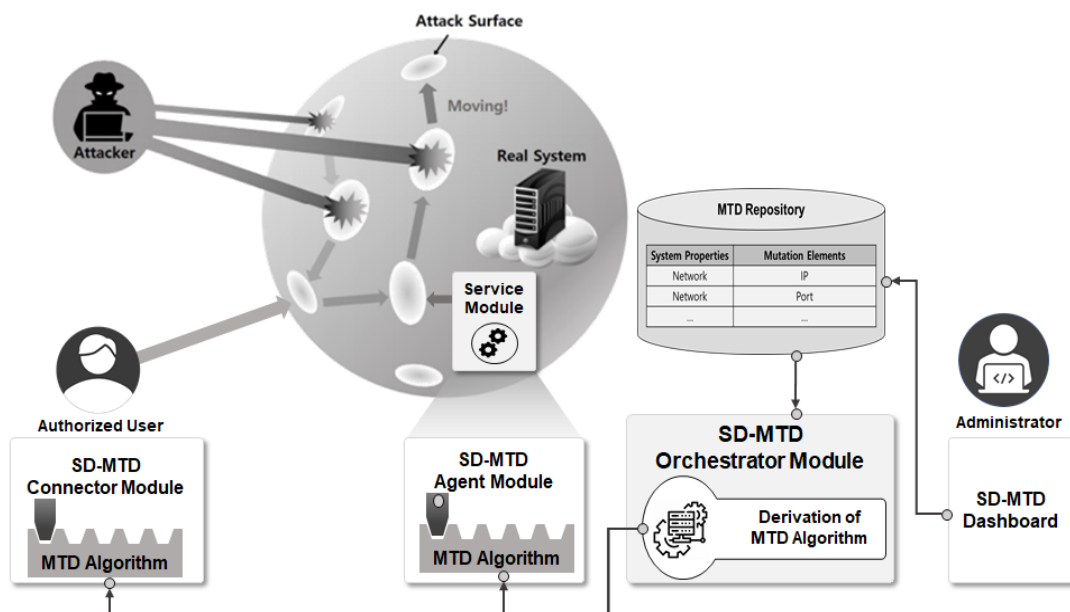 Attack Surface
Moving!
Attacker
Real System
MTD Repository
System Properties Mutation Elements
Network IP
Network Port
... ...
Service
Module
Authorized User
Administrator
SD-MTD
Connector Module
MTD Algorithm
SD-MTD
Agent Module
MTD Algorithm
SD-MTD
Orchestrator Module
Derivation of
MTD Algorithm
SD-MTD
Dashboard